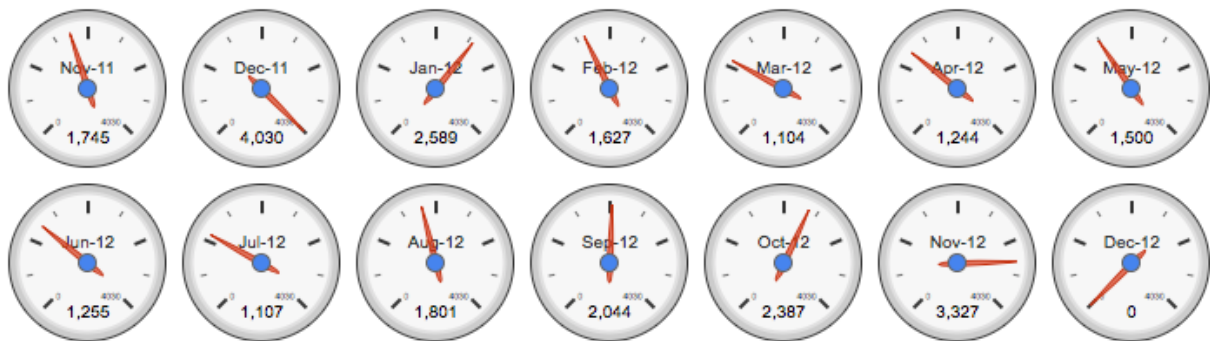 Nov-11 Dec-11 Jan-12 Feb-12 Mar-12 Apr-12 May-12
0 4030 0 4030 0 4030 0 4030 0 4030 0 4030 0 4030
1,745 4,030 2,589 1,627 1,104 1,244 1,500
Jun-12 Jul-12 Aug-12 Sep-12 Oct-12 Nov-12 Dec-12
0 4030 0 4030 0 4030 0 4030 0 4030 0 4030 0 4030
1,255 1,107 1,801 2,044 2,387 3,327 0